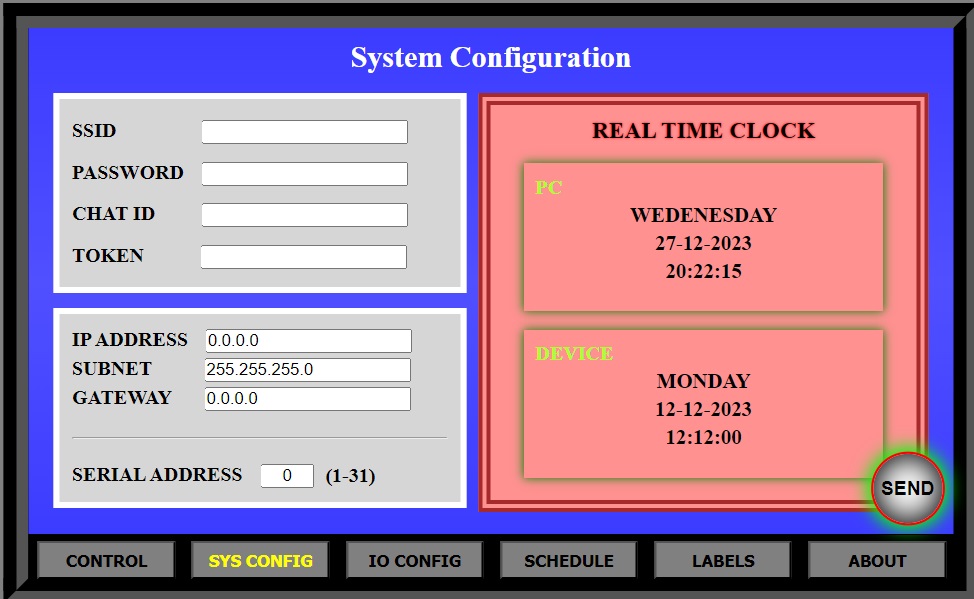 System Configuration
SSID
PASSWORD
CHAT ID
TOKEN
IP ADDRESS 0.0.0.0
SUBNET 255.255.255.0
GATEWAY 0.0.0.0
SERIAL ADDRESS 0 (1-31)
REAL TIME CLOCK
PC
WEDENESDAY
27-12-2023
20:22:15
DEVICE
MONDAY
12-12-2023
12:12:00
SEND
CONTROL SYS CONFIG IO CONFIG SCHEDULE LABELS ABOUT